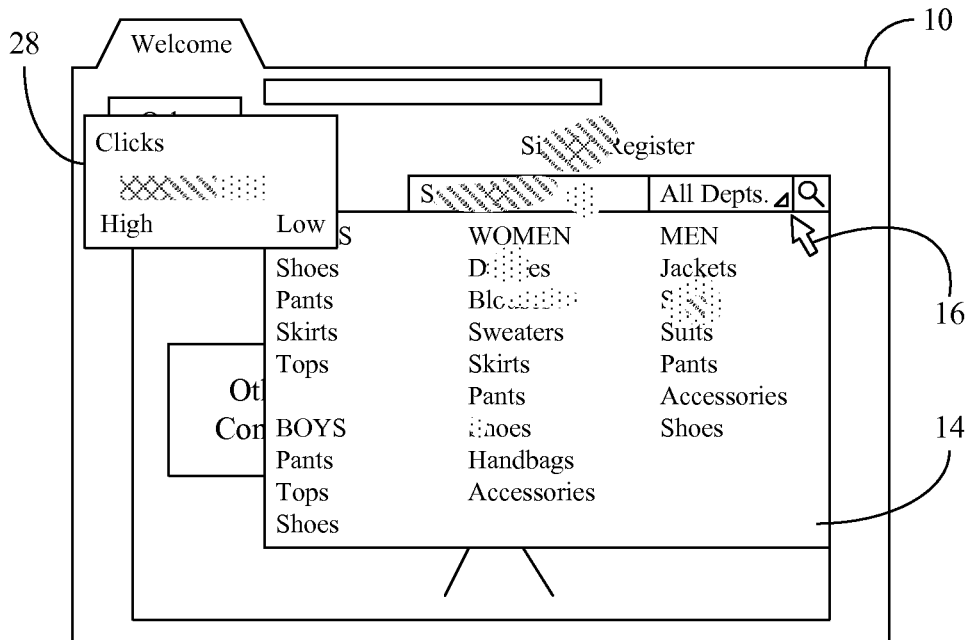 10
28
Welcome
Clicks
High Low
Register
All Depts.
WOMEN MEN
Shoes Jackets
Pants
Skirts Sweaters Suits
Tops Skirts Pants
Pants Accessories
BOYS Shoes
Pants Handbags
Tops Accessories
Shoes
16
14